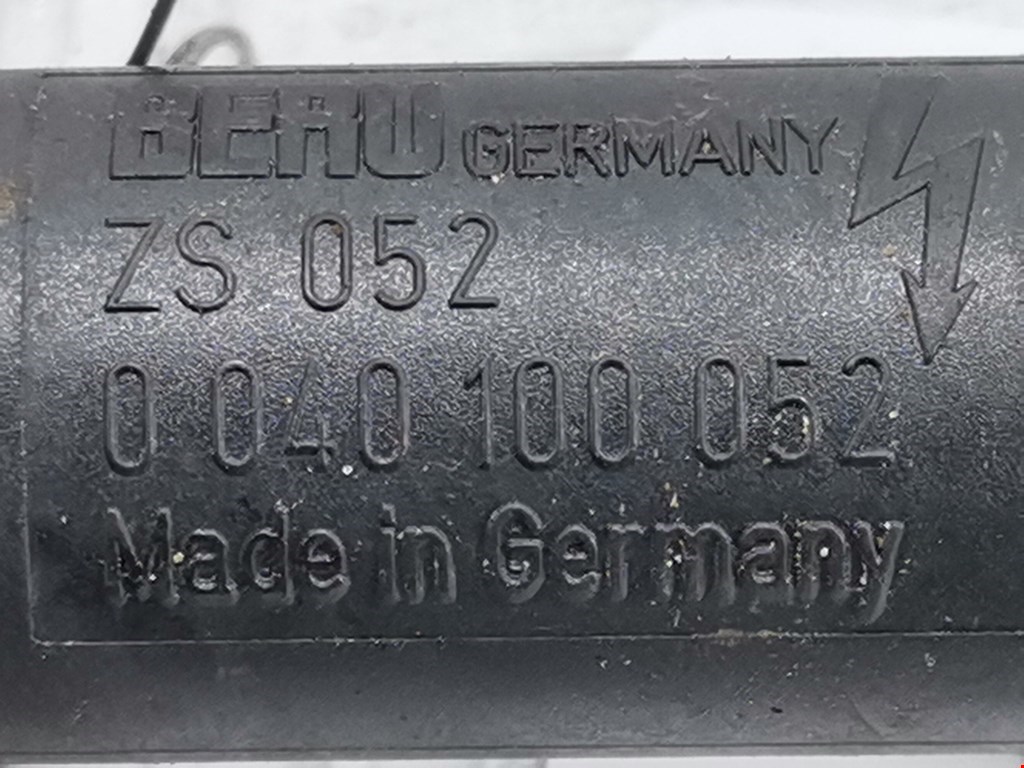 BERU GERMANY
ZS 052
0 040 100 052
Made in Germany